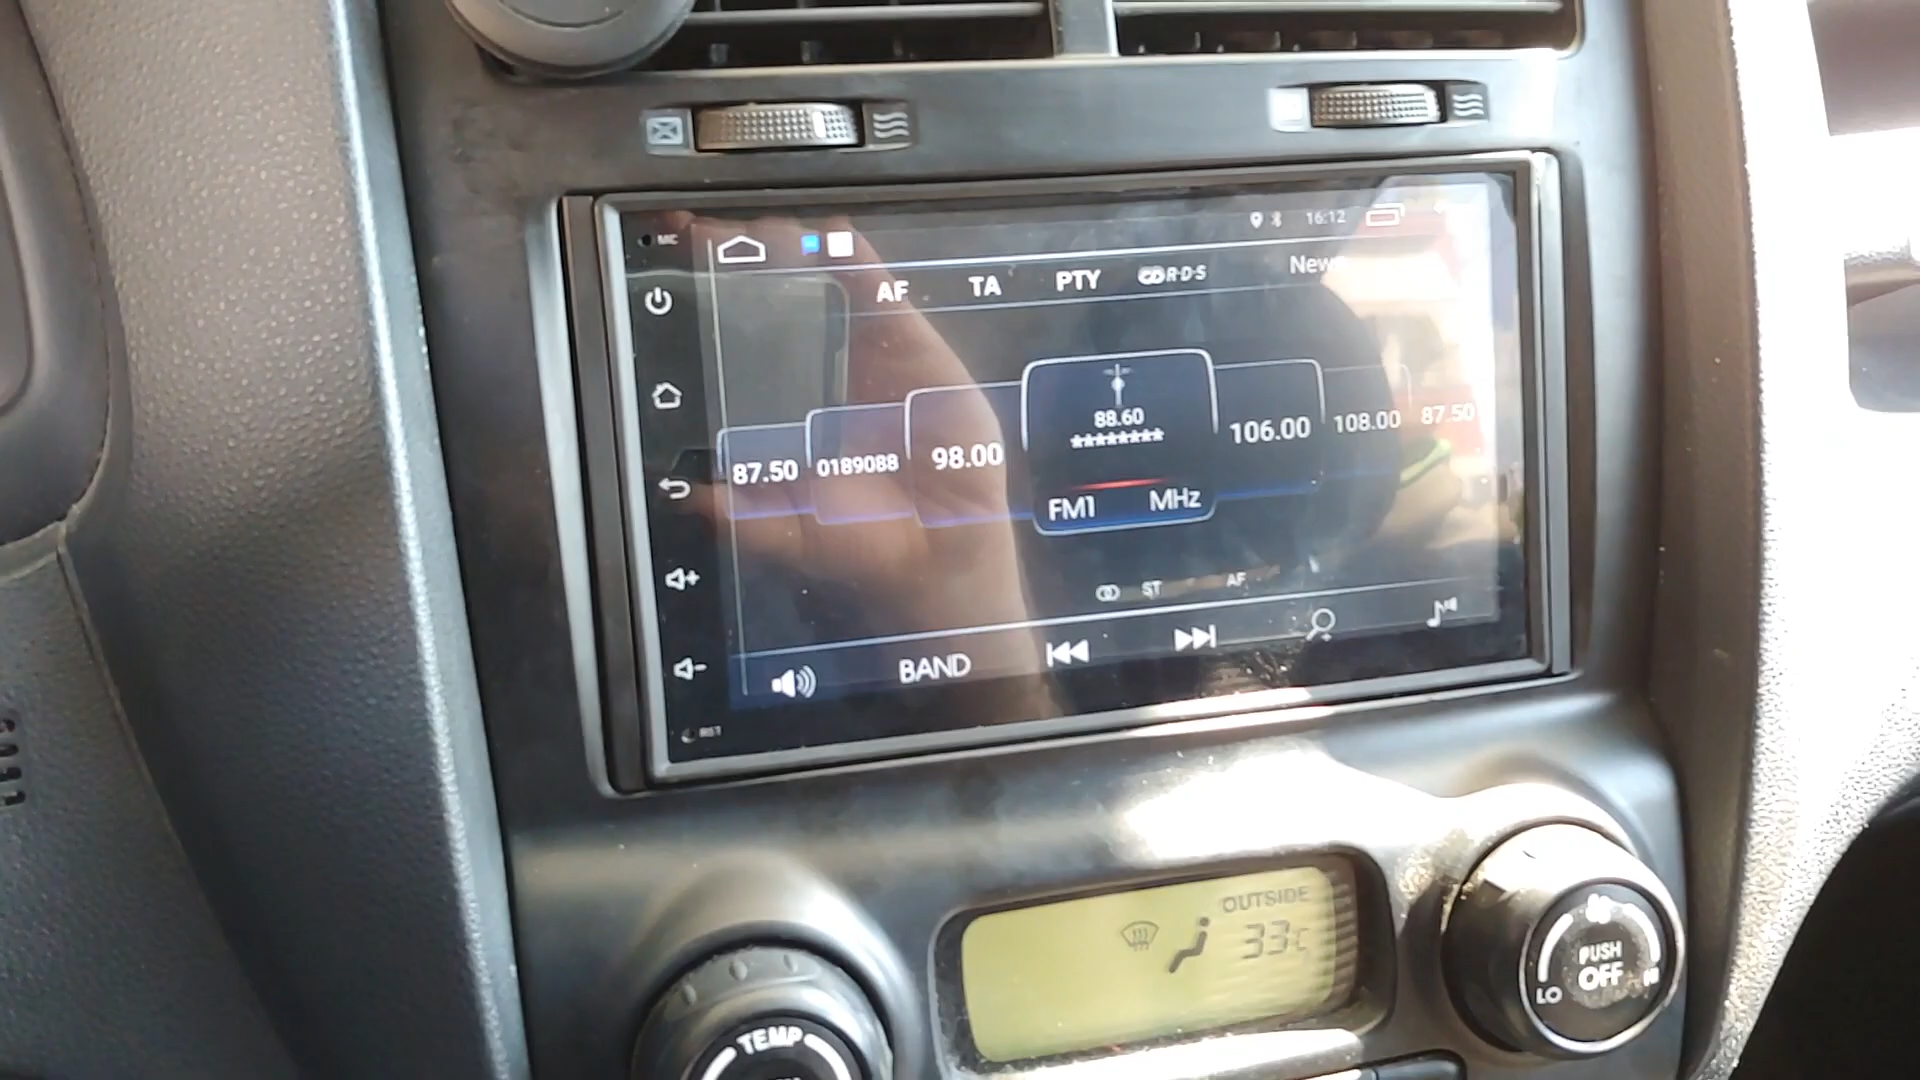 MIC
16:12
AF TA PTY RDS News
87.50 0189088 98.00 88.60 106.00 108.00 87.50
********
FM1 MHz
ST AF
BAND
RST
OUTSIDE
33C
TEMP
PUSH
OFF
LO HI